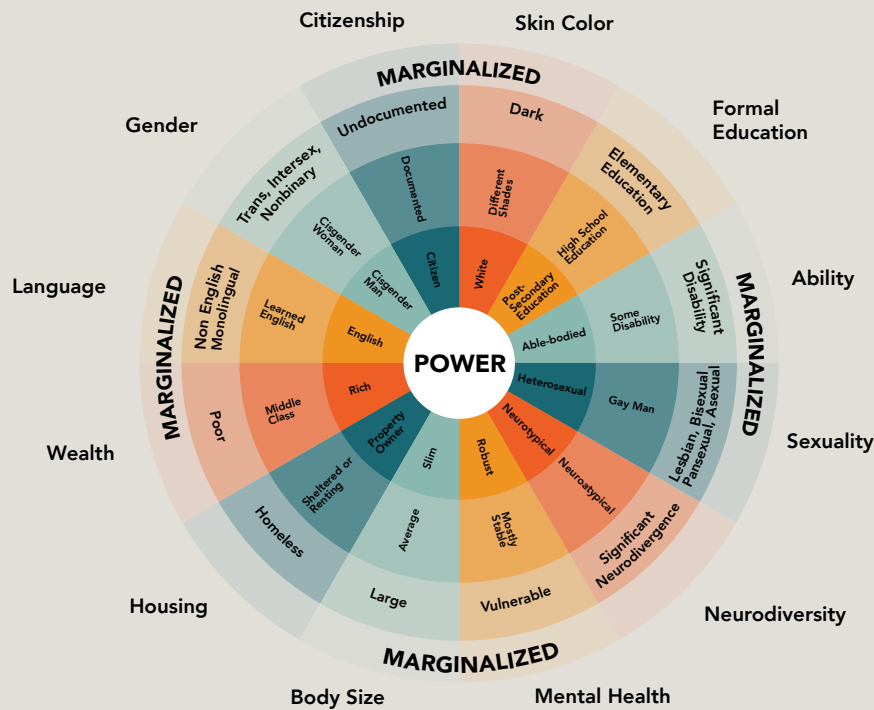 Citizenship
Skin Color
Formal
Education
Ability
Sexuality
Neurodiversity
Mental Health
Body Size
Housing
Wealth
Language
Gender
MARGINALIZED
MARGINALIZED
MARGINALIZED
MARGINALIZED
POWER
Undocumented
Documented
Citizen
Dark
Different
Shades
White
Elementary
Education
High School
Education
Post-
Secondary
Education
Significant
Disability
Some
Disability
Able-bodied
Lesbian, Bisexual
Pansexual, Asexual
Gay Man
Heterosexual
Significant
Neurodivergence
Neuroatypical
Neurotypical
Vulnerable
Mostly
Stable
Robust
Large
Average
Slim
Homeless
Sheltered or
Renting
Property
Owner
Poor
Middle
Class
Rich
Non English
Monolingual
Learned
English
English
Trans, Intersex,
Nonbinary
Cisgender
Woman
Cisgender
Man